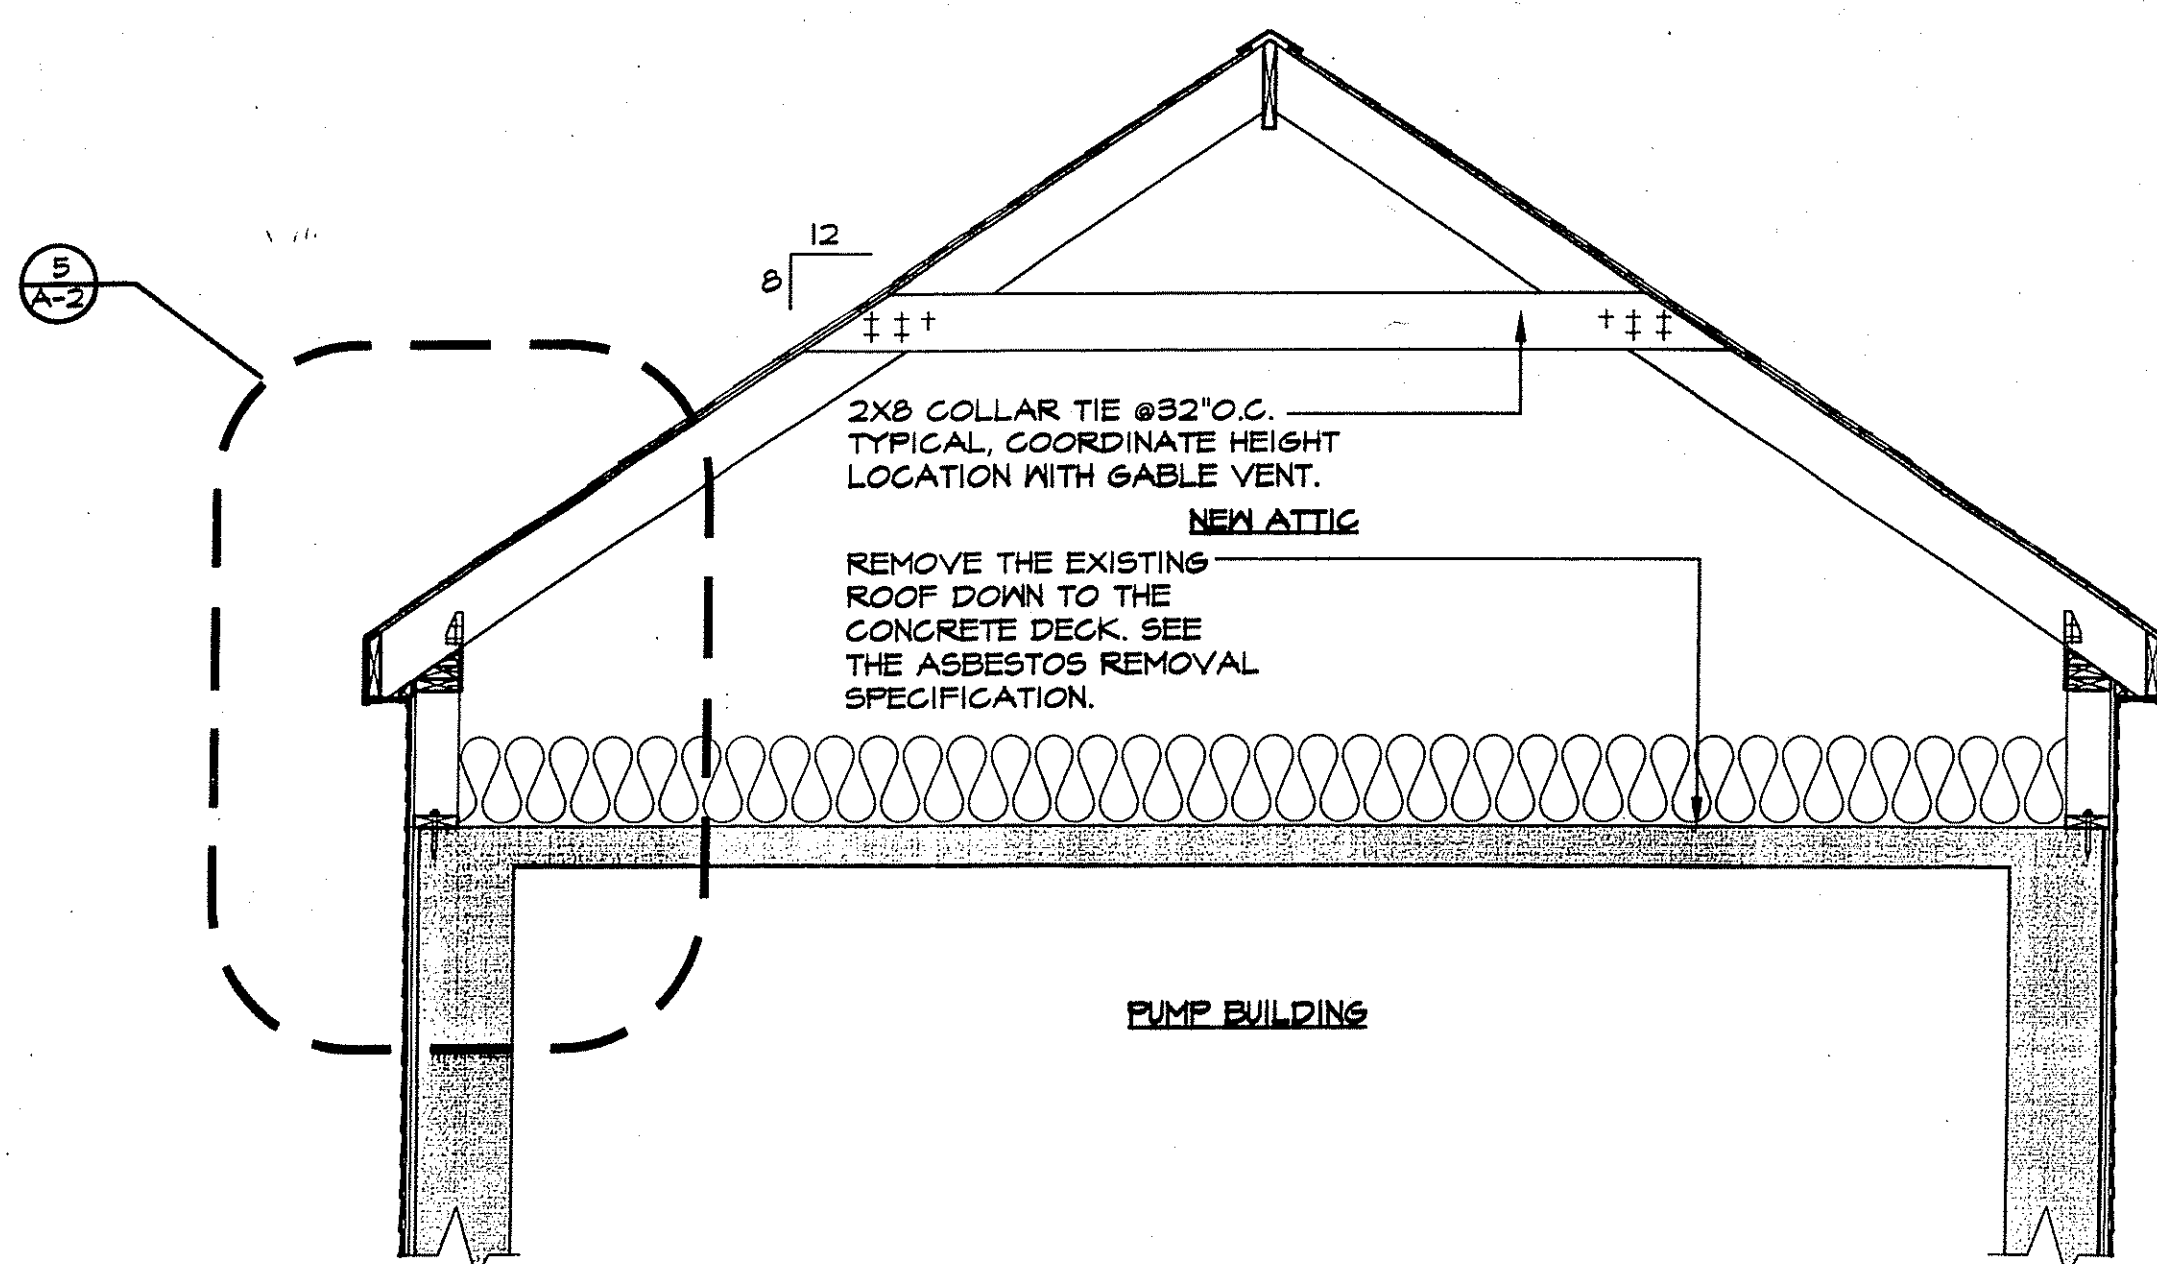 12
8
5
A-2
2X8 COLLAR TIE @32"O.C.
TYPICAL, COORDINATE HEIGHT
LOCATION WITH GABLE VENT.
NEW ATTIC
REMOVE THE EXISTING
ROOF DOWN TO THE
CONCRETE DECK. SEE
THE ASBESTOS REMOVAL
SPECIFICATION.
PUMP BUILDING